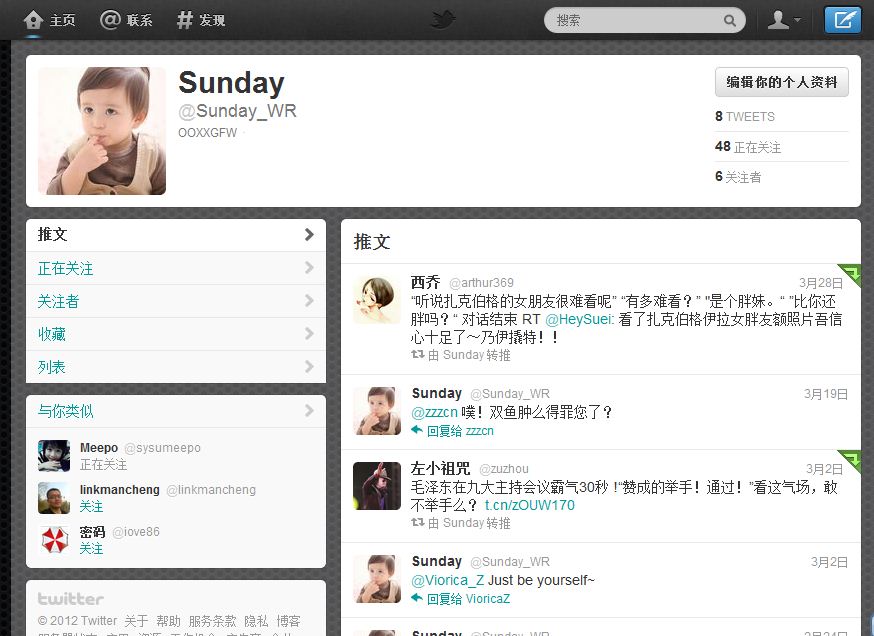 主页 @ 联系 # 发现 搜索
Sunday
@Sunday_WR
OOXXGFW ·
编辑你的个人资料
8 TWEETS
48 正在关注
6 关注者
推文
正在关注
关注者
收藏
列表
与你类似
Meepo @sysumeepo
正在关注
linkmancheng @linkmancheng
关注
密码 @iove86
关注
twitter
© 2012 Twitter 关于 帮助 服务条款 隐私 博客
推文
西乔 @arthur369 3月28日
“听说扎克伯格的女朋友很难看呢” “有多难看？” "是个胖妹。“ ”比你还
胖吗？“ 对话结束 RT @HeySuei: 看了扎克伯格伊拉女朋友额照片吾信
心十足了～乃伊撬特！！
由 Sunday 转推
Sunday @Sunday_WR 3月19日
@zzzcn 噗！双鱼肿么得罪您了？
回复给 zzzcn
左小祖咒 @zuzhou 3月2日
毛泽东在九大主持会议霸气30秒！“赞成的举手！通过！”看这气场，敢
不举手么？ t.cn/zOUW170
由 Sunday 转推
Sunday @Sunday_WR 3月2日
@Viorica_Z Just be yourself~
回复给 VioricaZ